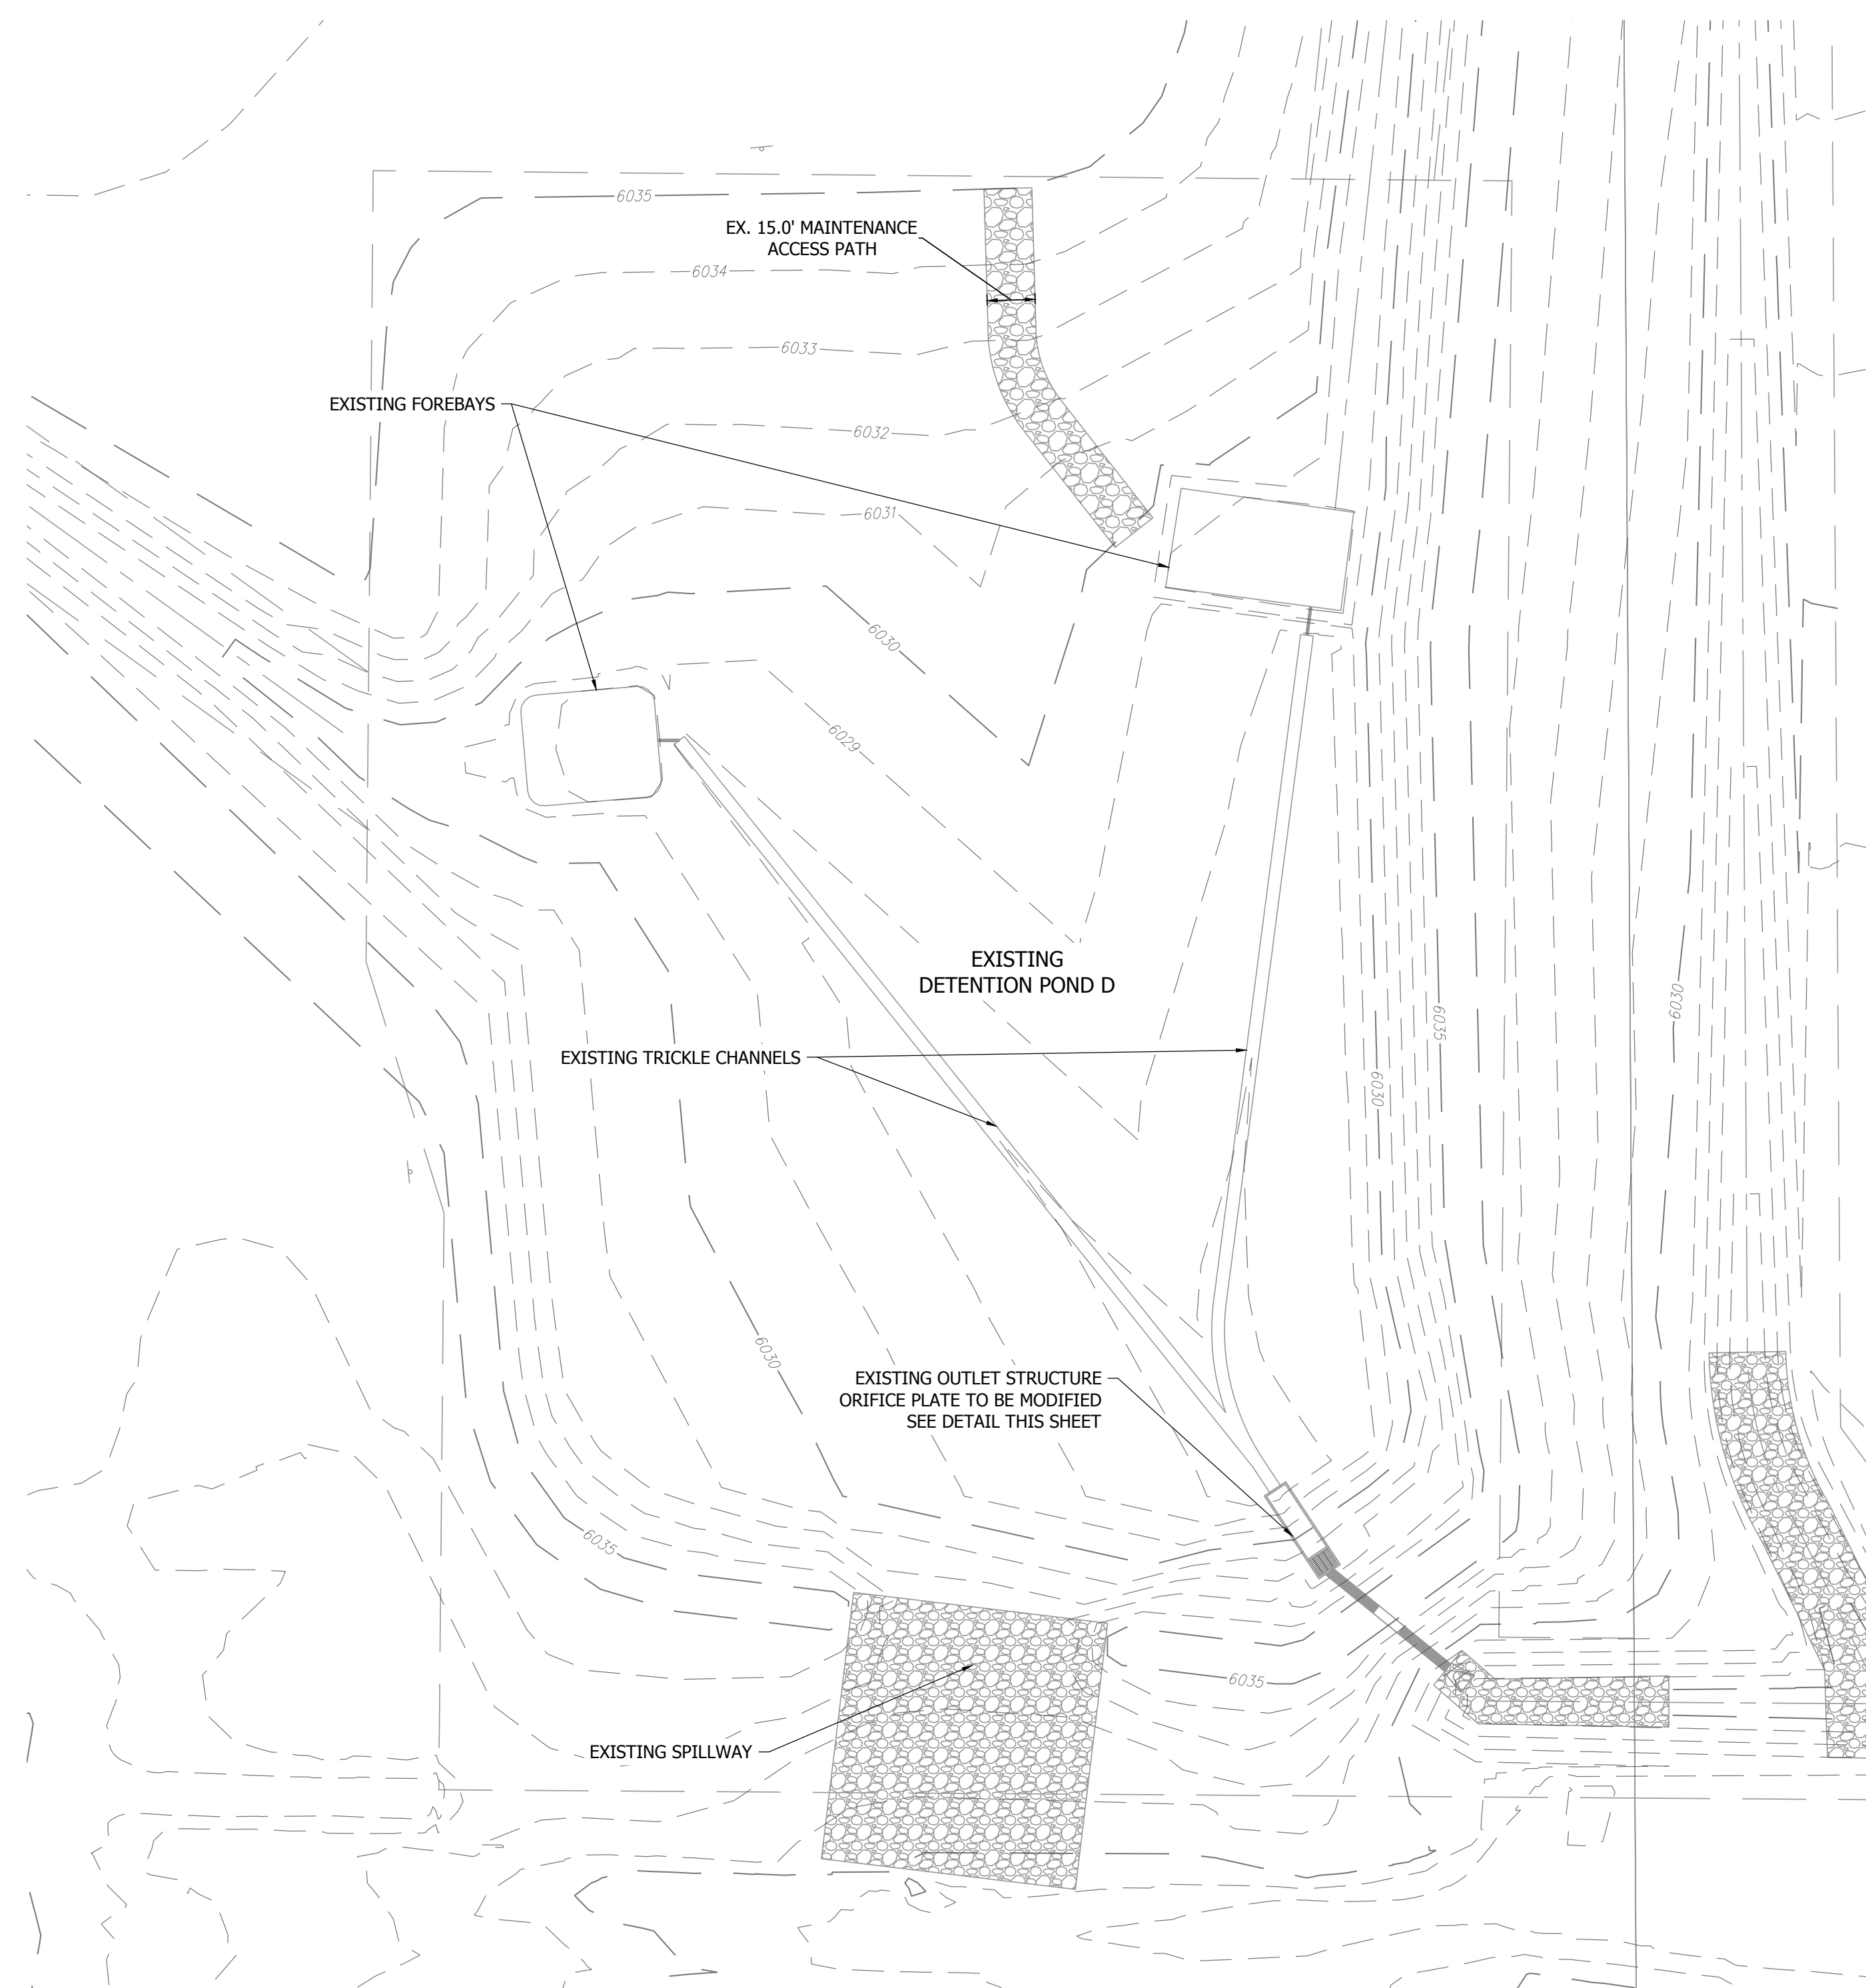 6035
EX. 15.0' MAINTENANCE
ACCESS PATH
6034
6033
EXISTING FOREBAYS
6032
6031
6030
6029
EXISTING
DETENTION POND D
6030
6035
EXISTING TRICKLE CHANNELS
6030
6030
EXISTING OUTLET STRUCTURE
ORIFICE PLATE TO BE MODIFIED
SEE DETAIL THIS SHEET
6035
6035
EXISTING SPILLWAY